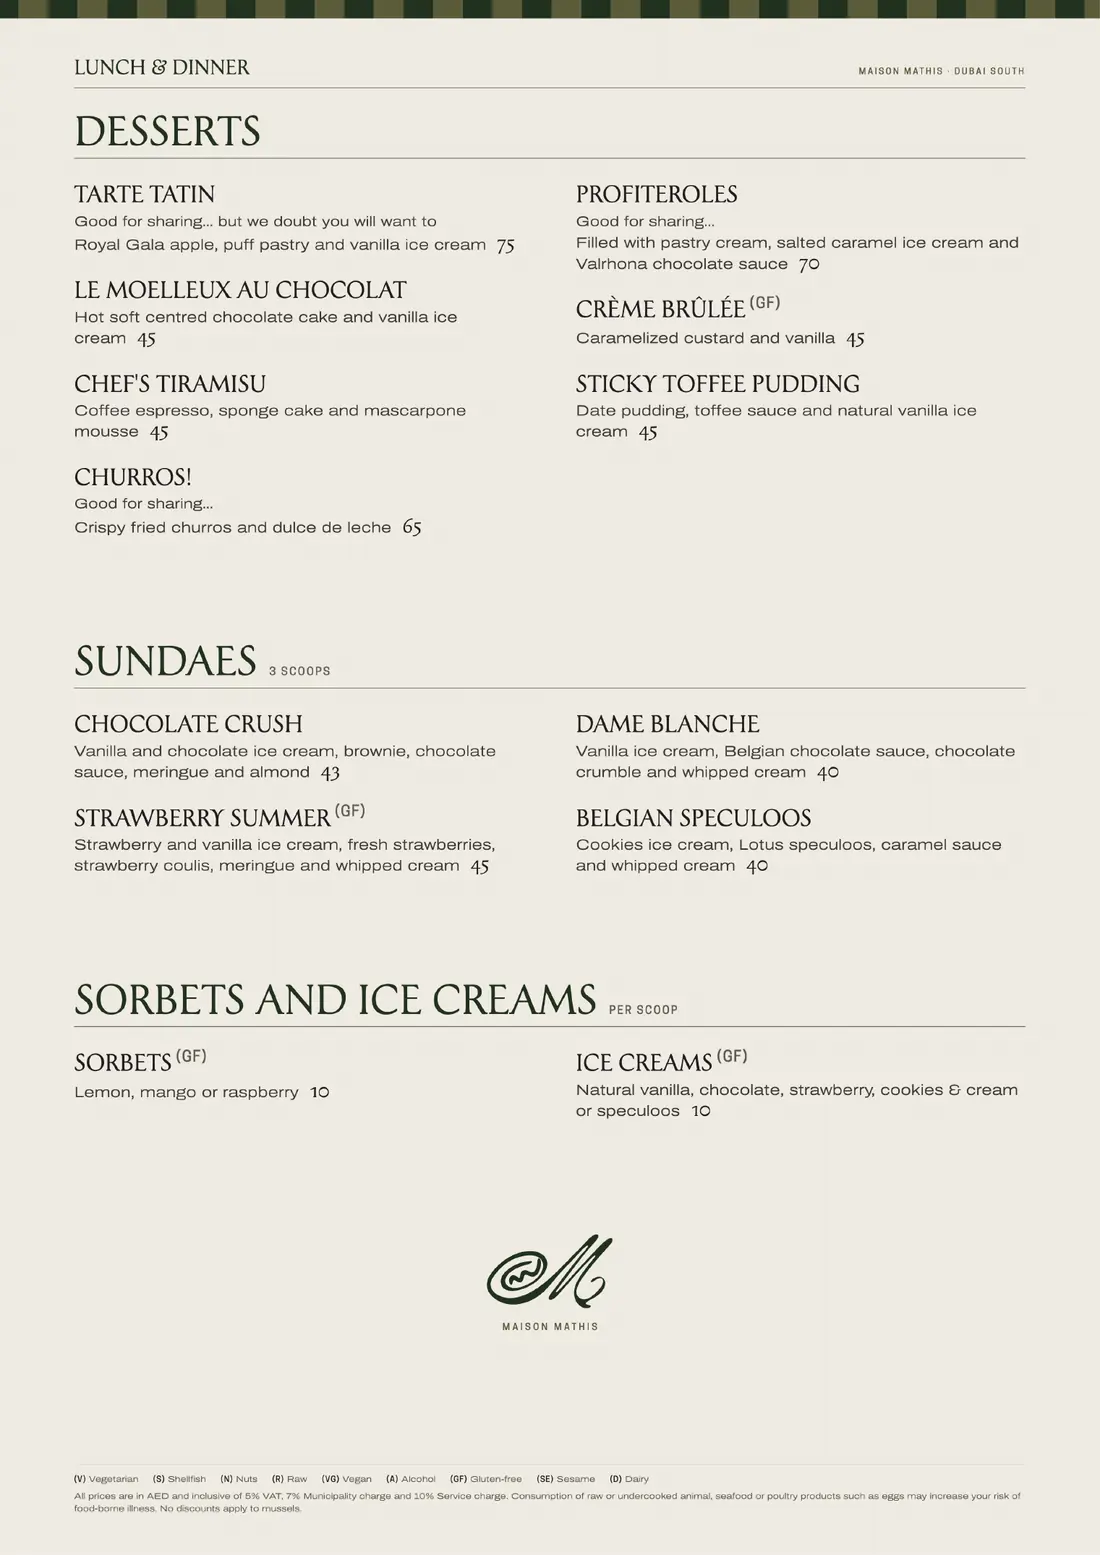 LUNCH & DINNER
MAISON MATHIS · DUBAI SOUTH
DESSERTS
TARTE TATIN
Good for sharing... but we doubt you will want to
Royal Gala apple, puff pastry and vanilla ice cream 75
LE MOELLEUX AU CHOCOLAT
Hot soft centred chocolate cake and vanilla ice
cream 45
CHEF'S TIRAMISU
Coffee espresso, sponge cake and mascarpone
mousse 45
CHURROS!
Good for sharing...
Crispy fried churros and dulce de leche 65
PROFITEROLES
Good for sharing...
Filled with pastry cream, salted caramel ice cream and
Valrhona chocolate sauce 70
CRÈME BRÛLÉE (GF)
Caramelized custard and vanilla 45
STICKY TOFFEE PUDDING
Date pudding, toffee sauce and natural vanilla ice
cream 45
SUNDAES 3 SCOOPS
CHOCOLATE CRUSH
Vanilla and chocolate ice cream, brownie, chocolate
sauce, meringue and almond 43
STRAWBERRY SUMMER (GF)
Strawberry and vanilla ice cream, fresh strawberries,
strawberry coulis, meringue and whipped cream 45
DAME BLANCHE
Vanilla ice cream, Belgian chocolate sauce, chocolate
crumble and whipped cream 40
BELGIAN SPECULOOS
Cookies ice cream, Lotus speculoos, caramel sauce
and whipped cream 40
SORBETS AND ICE CREAMS PER SCOOP
SORBETS (GF)
Lemon, mango or raspberry 10
ICE CREAMS (GF)
Natural vanilla, chocolate, strawberry, cookies & cream
or speculoos 10
M
MAISON MATHIS
(V) Vegetarian (S) Shellfish (N) Nuts (R) Raw (VG) Vegan (A) Alcohol (GF) Gluten-free (SE) Sesame (D) Dairy
All prices are in AED and inclusive of 5% VAT, 7% Municipality charge and 10% Service charge. Consumption of raw or undercooked animal, seafood or poultry products such as eggs may increase your risk of
food-borne illness. No discounts apply to mussels.